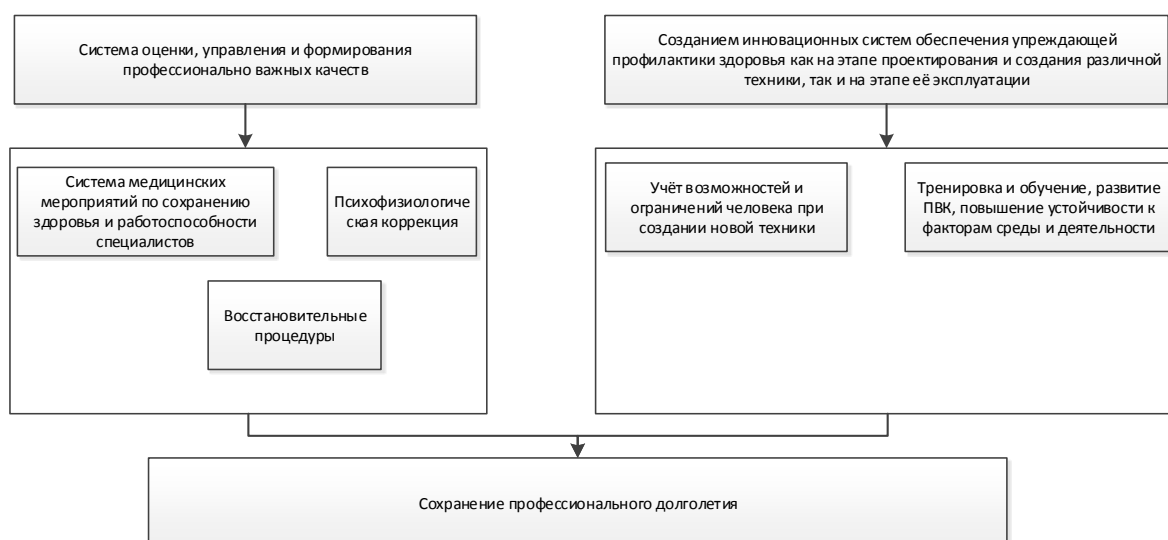 Система оценки, управления и формирования
профессионально важных качеств
Созданием инновационных систем обеспечения упреждающей
профилактики здоровья как на этапе проектирования и создания различной
техники, так и на этапе её эксплуатации
Система медицинских
мероприятий по сохранению
здоровья и работоспособности
специалистов
Психофизиологиче
ская коррекция
Восстановительные
процедуры
Учёт возможностей и
ограничений человека при
создании новой техники
Тренировка и обучение, развитие
ПВК, повышение устойчивости к
факторам среды и деятельности
Сохранение профессионального долголетия